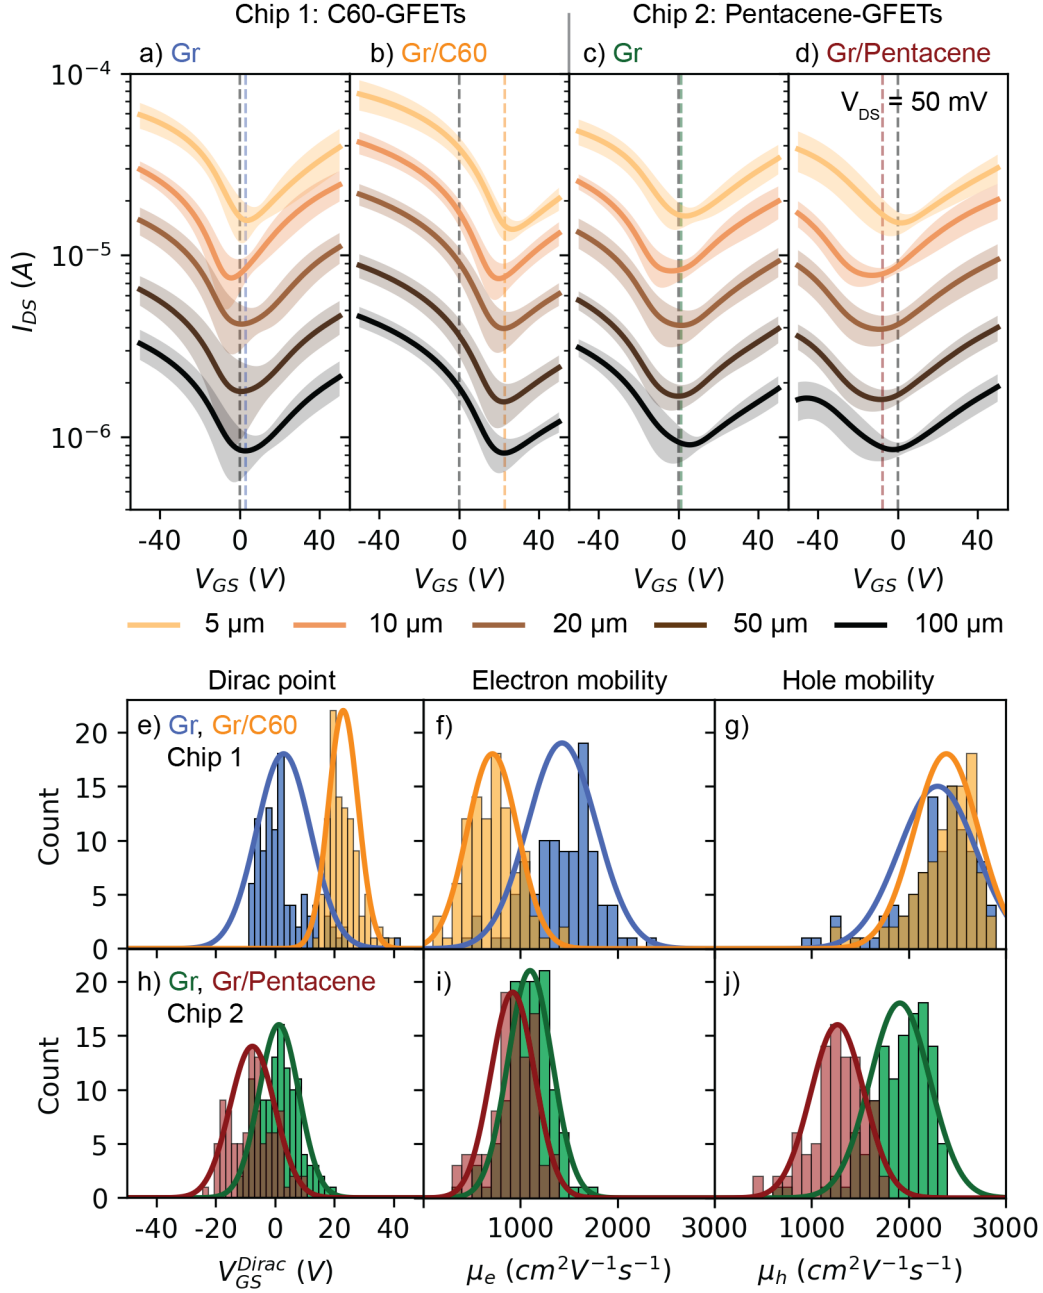 Chip 1: C60-GFETs
Chip 2: Pentacene-GFETs
a) Gr
b) Gr/C60
c) Gr
d) Gr/Pentacene
V_DS = 50 mV
10⁻⁴
10⁻⁵
10⁻⁶
I_DS (A)
-40 0 40
-40 0 40
-40 0 40
-40 0 40
V_GS (V)
V_GS (V)
V_GS (V)
V_GS (V)
5 µm
10 µm
20 µm
50 µm
100 µm
Dirac point
Electron mobility
Hole mobility
e) Gr, Gr/C60
Chip 1
f)
g)
20
15
10
5
0
Count
h) Gr, Gr/Pentacene
Chip 2
i)
j)
20
15
10
5
0
Count
-40 -20 0 20 40
1000 2000 3000
1000 2000 3000
V_GS^Dirac (V)
µ_e (cm²V⁻¹s⁻¹)
µ_h (cm²V⁻¹s⁻¹)